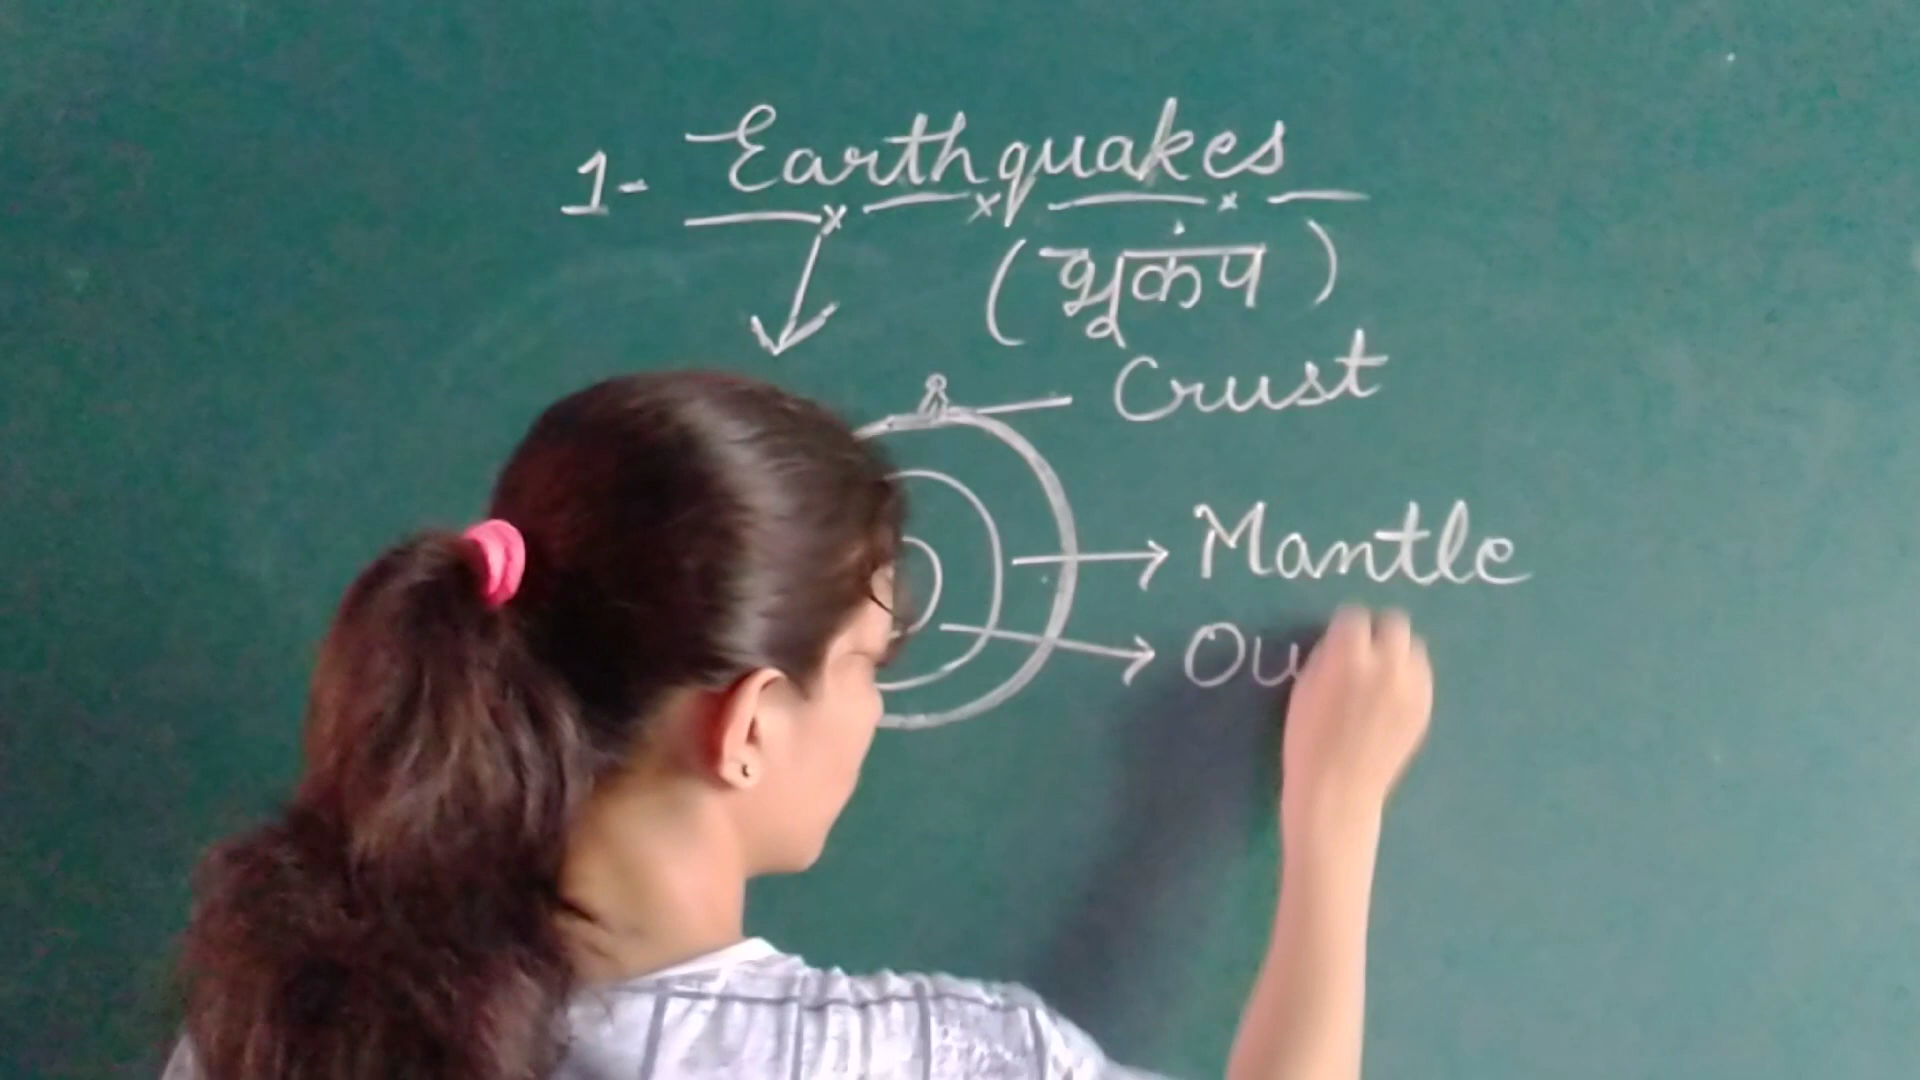 1- Earthquakes
(भूकंप)
Crust
Mantle
Ou